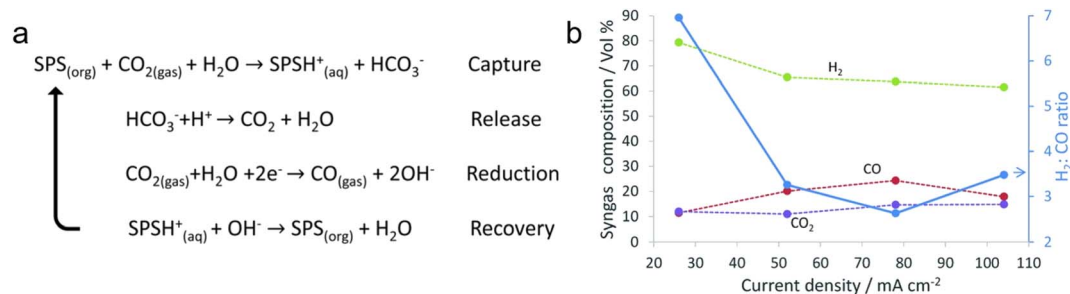 a
SPS(org) + CO2(gas) + H2O → SPSH+(aq) + HCO3- Capture
HCO3-+H+ → CO2 + H2O Release
CO2(gas)+H2O +2e- → CO(gas) + 2OH- Reduction
SPSH+(aq) + OH- → SPS(org) + H2O Recovery
b
Syngas composition / Vol %
90
80
70
60
50
40
30
20
10
0
H2
CO
CO2
20 30 40 50 60 70 80 90 100 110
Current density / mA cm-2
7
6
5
4
3
2
H2: CO ratio